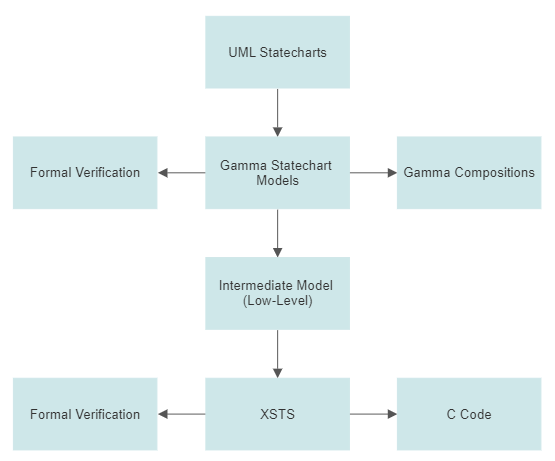 UML Statecharts
Formal Verification
Gamma Statechart
Models
Gamma Compositions
Intermediate Model
(Low-Level)
Formal Verification
XSTS
C Code